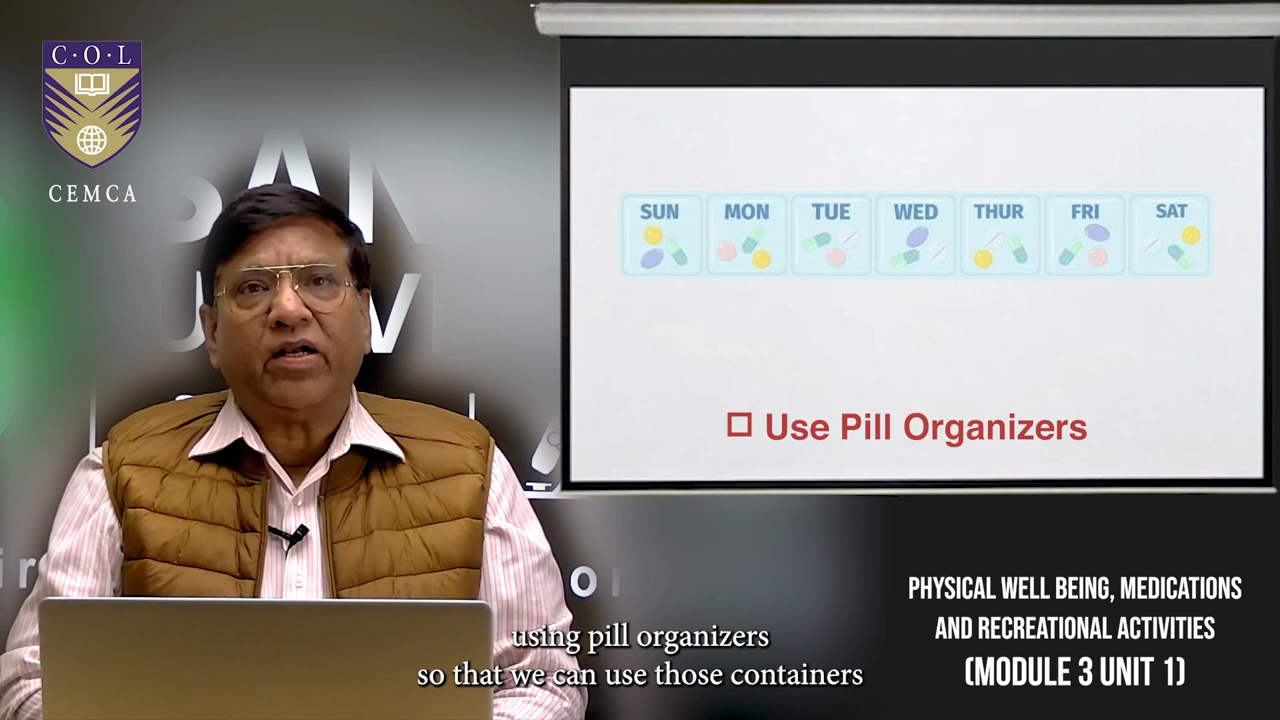 C·O·L
CEMCA
SUN MON TUE WED THUR FRI SAT
☐ Use Pill Organizers
using pill organizers
so that we can use those containers
PHYSICAL WELL BEING, MEDICATIONS
AND RECREATIONAL ACTIVITIES
(MODULE 3 UNIT 1)